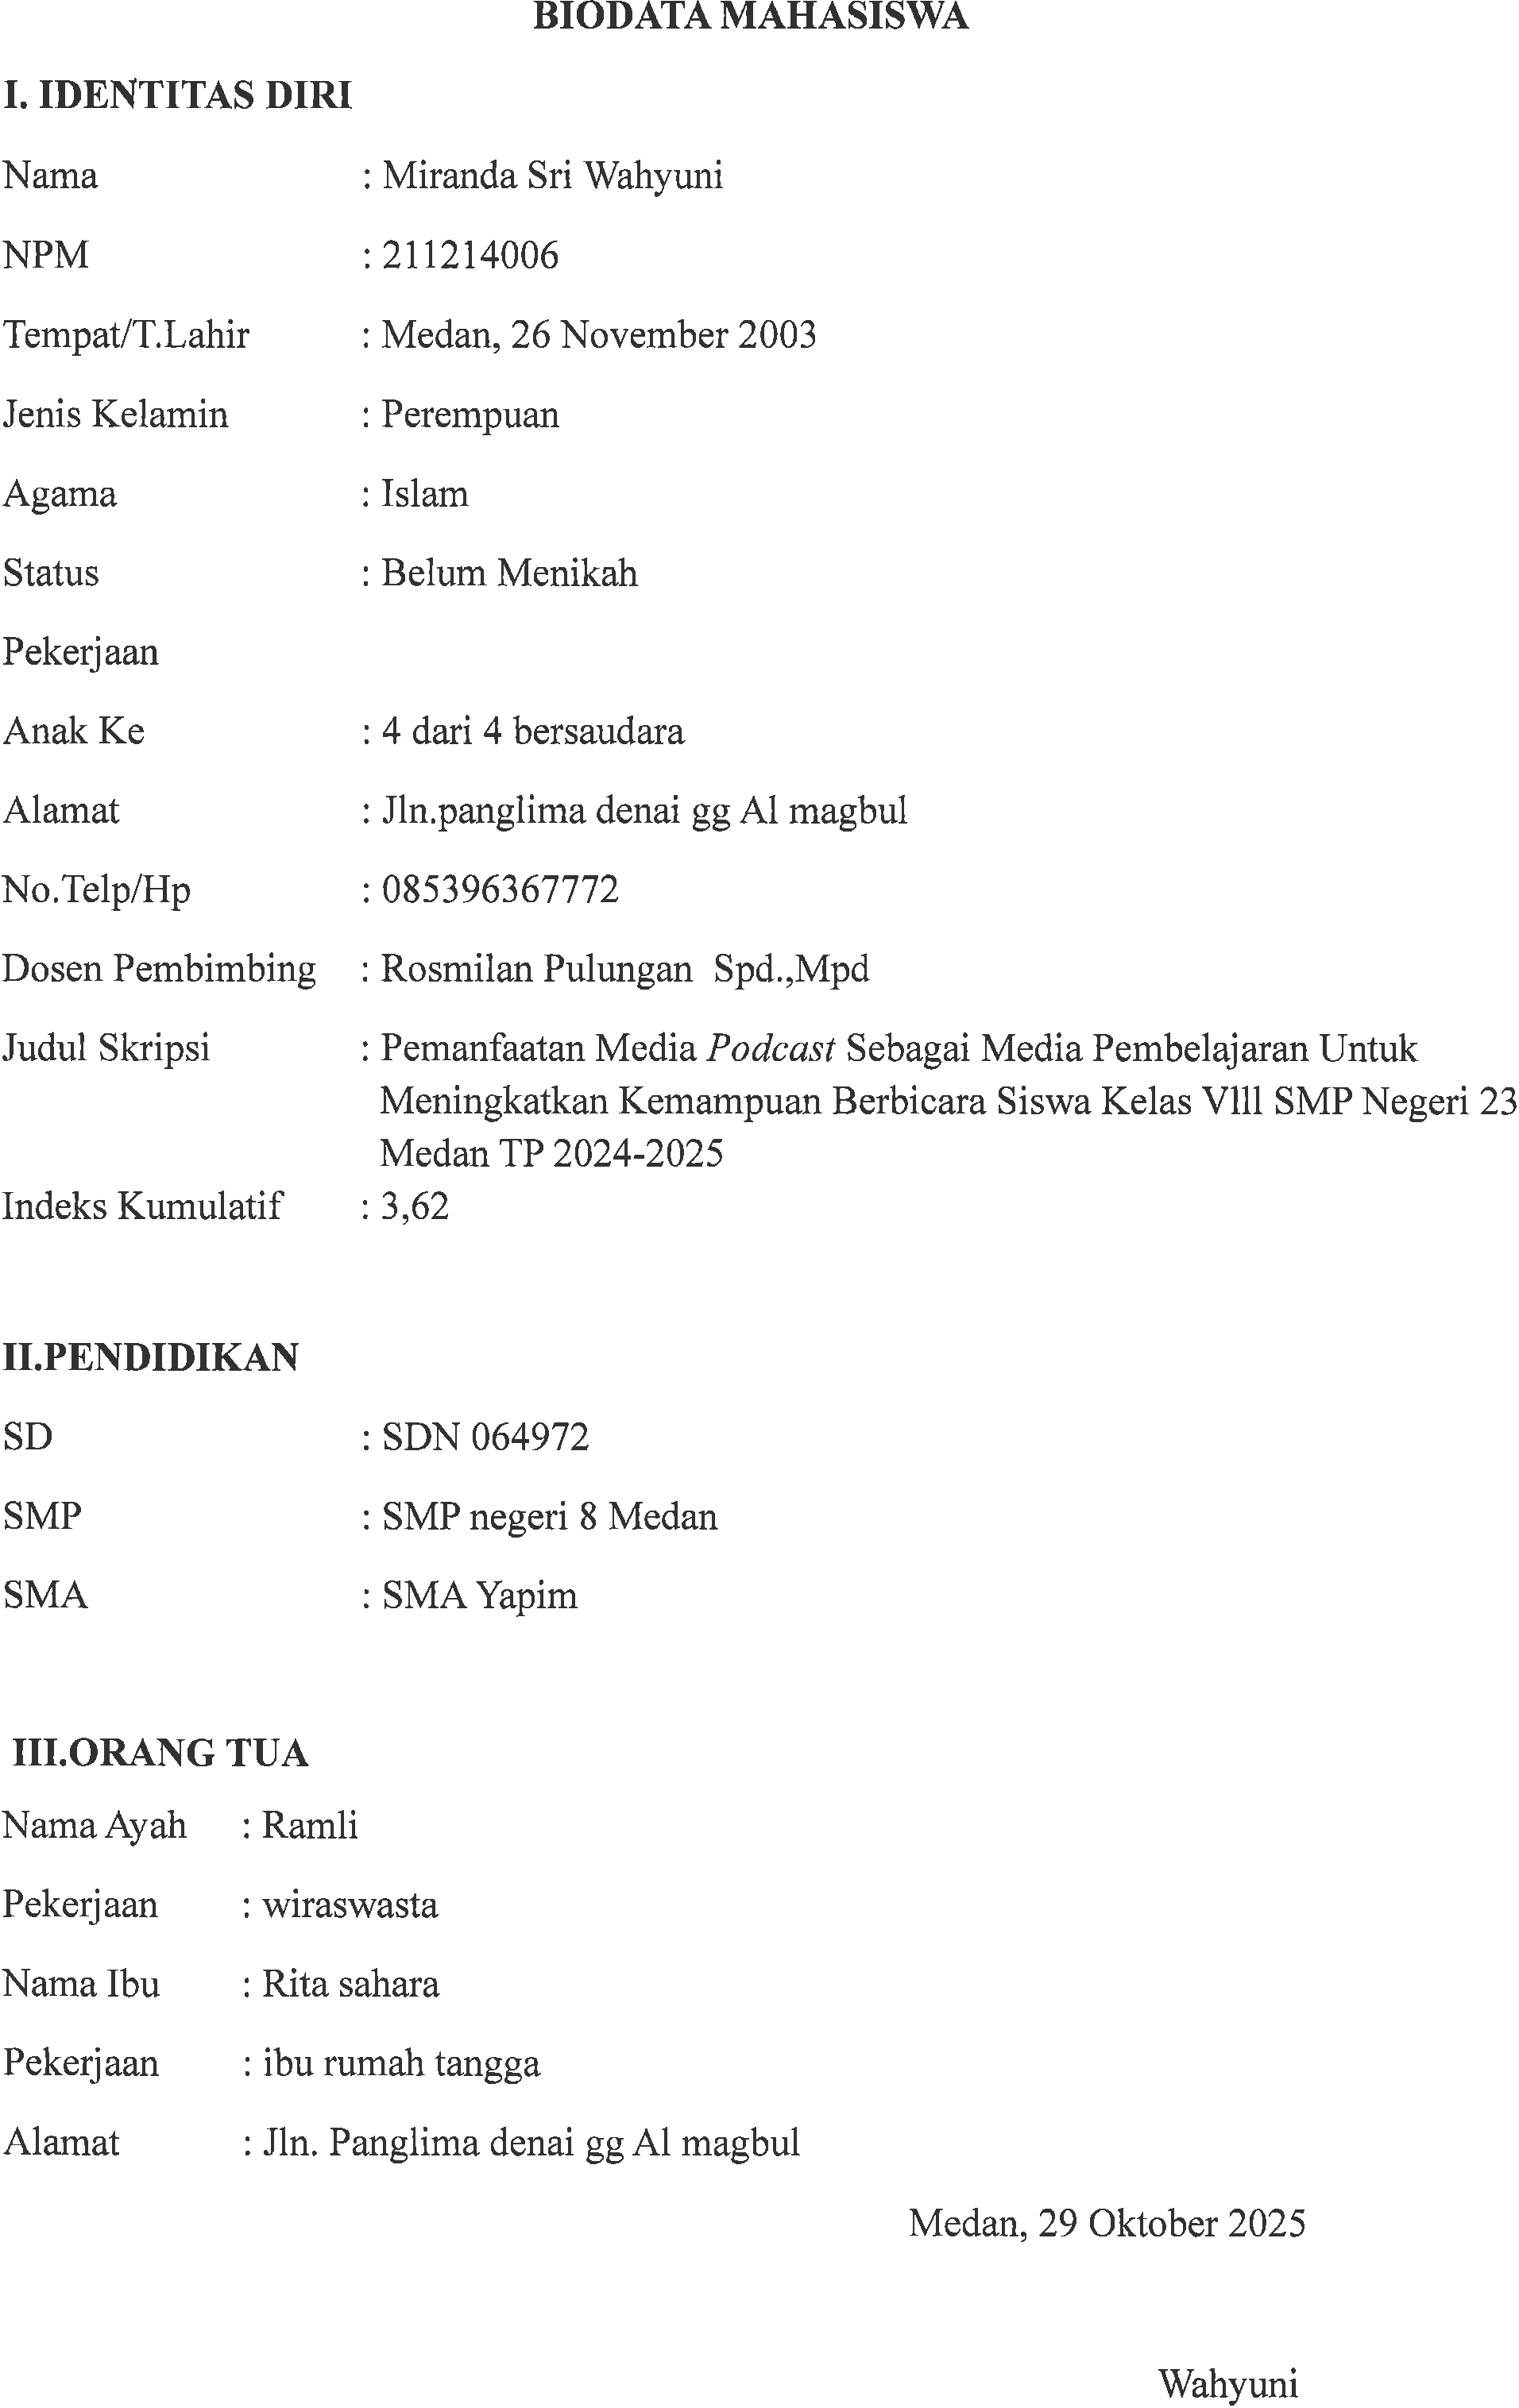 BIODATA MAHASISWA
I. IDENTITAS DIRI
Nama : Miranda Sri Wahyuni
NPM : 211214006
Tempat/T.Lahir : Medan, 26 November 2003
Jenis Kelamin : Perempuan
Agama : Islam
Status : Belum Menikah
Pekerjaan
Anak Ke : 4 dari 4 bersaudara
Alamat : Jln.panglima denai gg Al magbul
No.Telp/Hp : 085396367772
Dosen Pembimbing : Rosmilan Pulungan Spd.,Mpd
Judul Skripsi : Pemanfaatan Media Podcast Sebagai Media Pembelajaran Untuk
Meningkatkan Kemampuan Berbicara Siswa Kelas Vlll SMP Negeri 23
Medan TP 2024-2025
Indeks Kumulatif : 3,62
II.PENDIDIKAN
SD : SDN 064972
SMP : SMP negeri 8 Medan
SMA : SMA Yapim
III.ORANG TUA
Nama Ayah : Ramli
Pekerjaan : wiraswasta
Nama Ibu : Rita sahara
Pekerjaan : ibu rumah tangga
Alamat : Jln. Panglima denai gg Al magbul
Medan, 29 Oktober 2025
Wahyuni